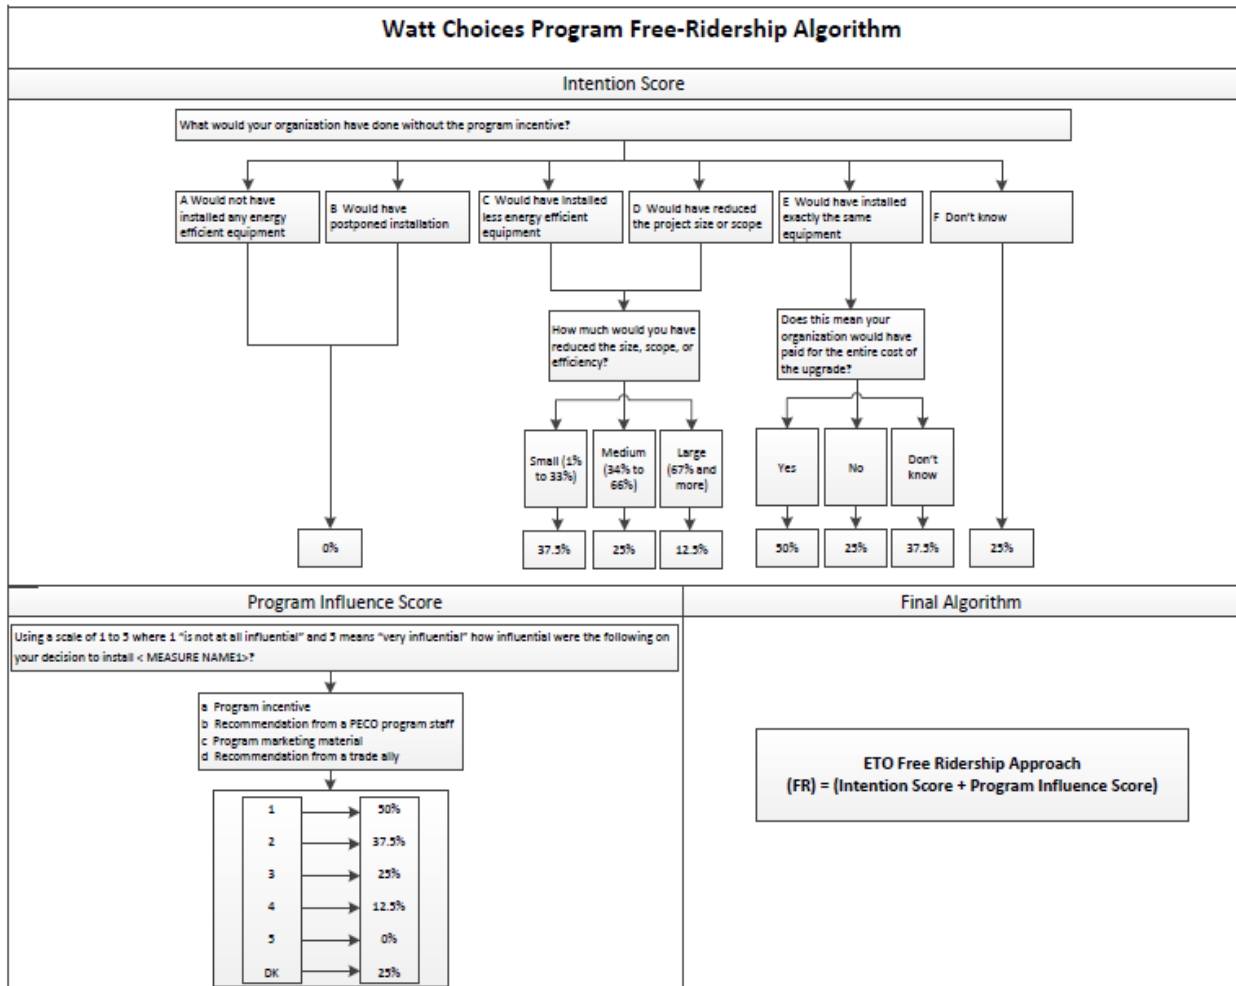 Watt Choices Program Free-Ridership Algorithm
Intention Score
What would your organization have done without the program incentive?
A Would not have
installed any energy
efficient equipment
B Would have
postponed installation
C Would have installed
less energy efficient
equipment
D Would have reduced
the project size or scope
E Would have installed
exactly the same
equipment
F Don't know
How much would you have
reduced the size, scope, or
efficiency?
Does this mean your
organization would have
paid for the entire cost of
the upgrade?
Small (1%
to 33%)
Medium
(34% to
66%)
Large
(67% and
more)
Yes
No
Don't
know
0%
37.5%
25%
12.5%
50%
25%
37.5%
25%
Program Influence Score
Using a scale of 1 to 5 where 1 "is not at all influential" and 5 means "very influential" how influential were the following on
your decision to install < MEASURE NAME1>?
a Program incentive
b Recommendation from a PECO program staff
c Program marketing material
d Recommendation from a trade ally
1 50%
2 37.5%
3 25%
4 12.5%
5 0%
DK 25%
Final Algorithm
ETO Free Ridership Approach
(FR) = (Intention Score + Program Influence Score)